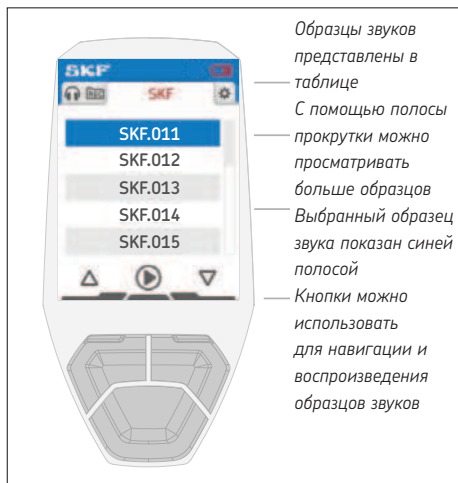 SKF
SKF
SKF.011
SKF.012
SKF.013
SKF.014
SKF.015
Образцы звуков
представлены в
таблице
С помощью полосы
прокрутки можно
просматривать
больше образцов
Выбранный образец
звука показан синей
полосой
Кнопки можно
использовать
для навигации и
воспроизведения
образцов звуков